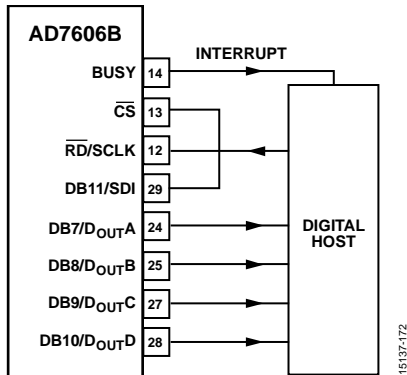 AD7606B
INTERRUPT
BUSY 14
CS 13
RD/SCLK 12
DB11/SDI 29
DB7/DOUTA 24
DB8/DOUTB 25
DB9/DOUTC 27
DB10/DOUTD 28
DIGITAL
HOST
15137-172